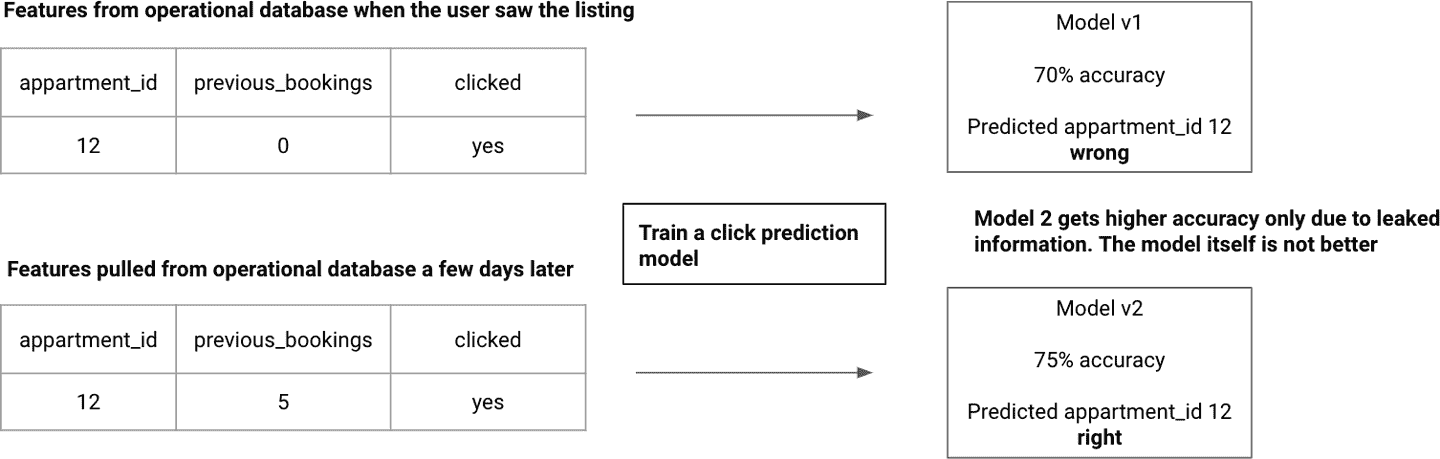 Features from operational database when the user saw the listing
appartment_id previous_bookings clicked
12 0 yes
Model v1
70% accuracy
Predicted appartment_id 12
wrong
Train a click prediction
model
Model 2 gets higher accuracy only due to leaked
information. The model itself is not better
Features pulled from operational database a few days later
appartment_id previous_bookings clicked
12 5 yes
Model v2
75% accuracy
Predicted appartment_id 12
right